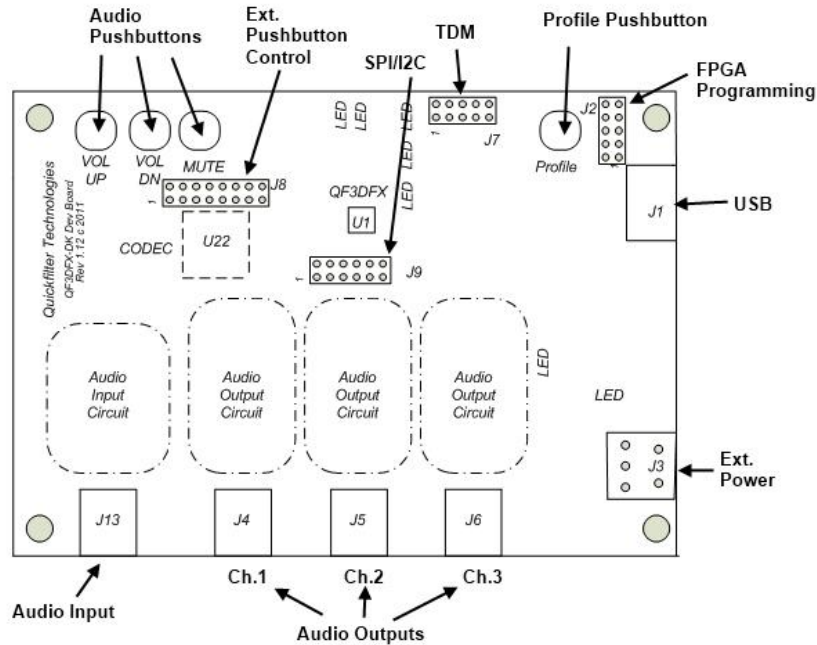 Audio
Pushbuttons
Ext.
Pushbutton
Control
SPI/I2C
TDM
Profile Pushbutton
FPGA
Programming
LED
LED
LED
LED
LED
1
J7
J2
1
VOL
UP
VOL
DN
MUTE
J8
1
Profile
QF3DFX
U1
J1
USB
Quickfilter Technologies
QF3DFX-DK Dev Board
Rev 1.12 c 2011
CODEC
U22
1
J9
Audio
Input
Circuit
Audio
Output
Circuit
Audio
Output
Circuit
Audio
Output
Circuit
LED
LED
J3
Ext.
Power
J13
J4
J5
J6
Ch.1
Ch.2
Ch.3
Audio Input
Audio Outputs